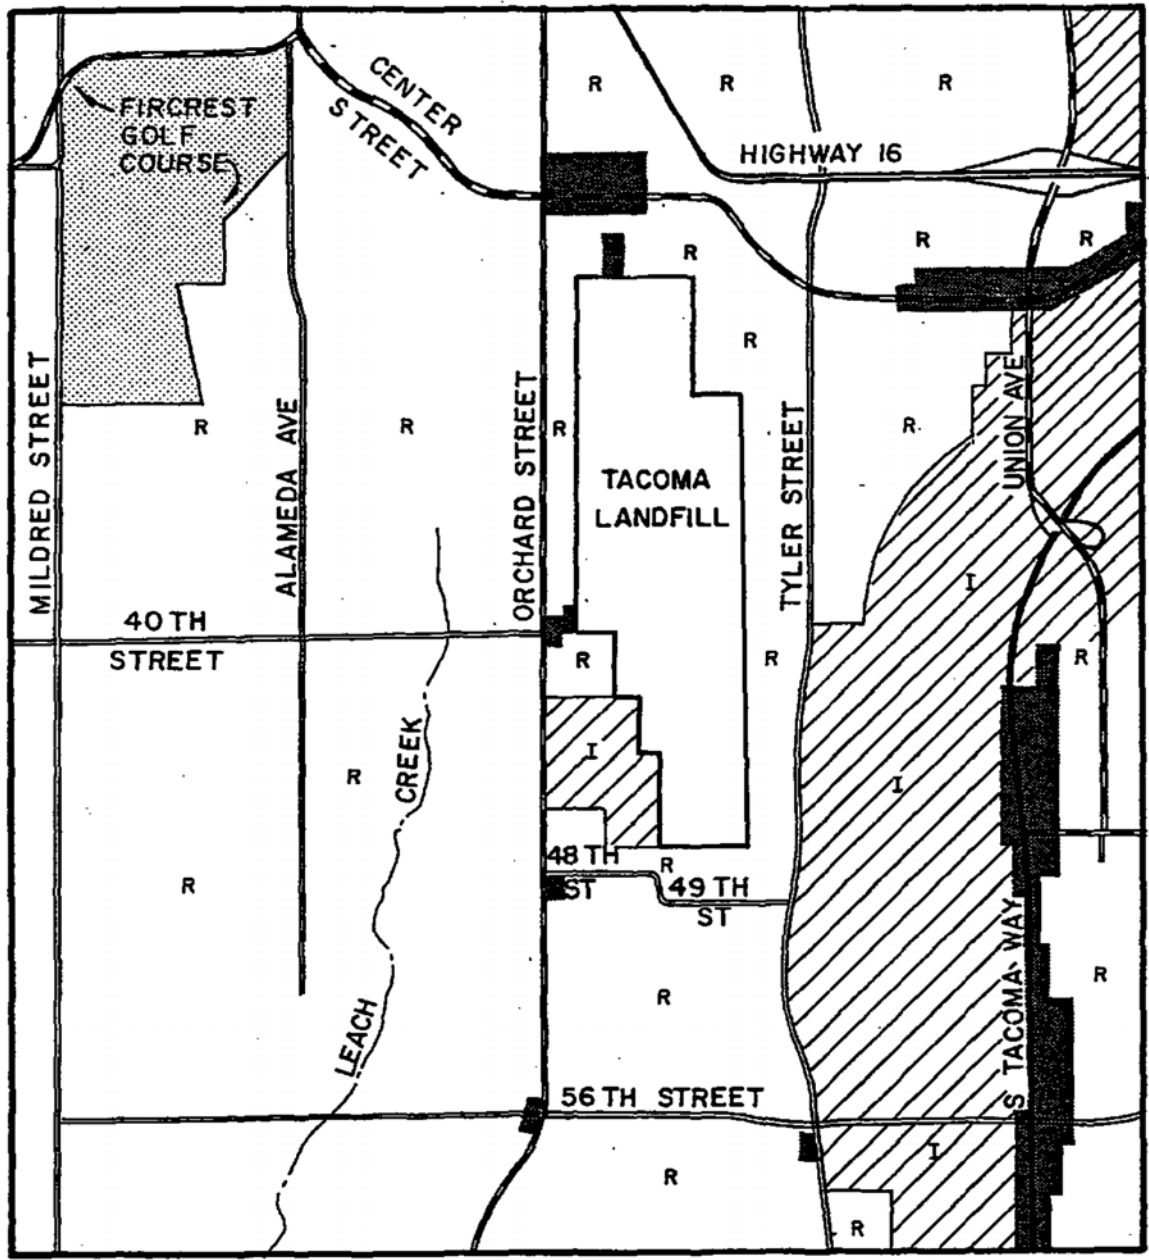 R
R
R
CENTER
STREET
FIRCREST
GOLF
COURSE
HIGHWAY 16
R
R
R
R
MILDRED STREET
ALAMEDA AVE
ORCHARD STREET
TYLER STREET
UNION AVE
R
R
R
R
TACOMA
LANDFILL
I
40 TH
STREET
R
R
R
I
I
R
CREEK
R
48 TH
ST
R
49 TH
ST
S TACOMA WAY
R
R
LEACH
56 TH STREET
I
R
R